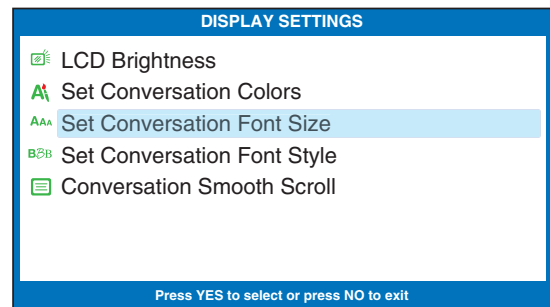 DISPLAY SETTINGS
LCD Brightness
Set Conversation Colors
Set Conversation Font Size
Set Conversation Font Style
Conversation Smooth Scroll
Press YES to select or press NO to exit